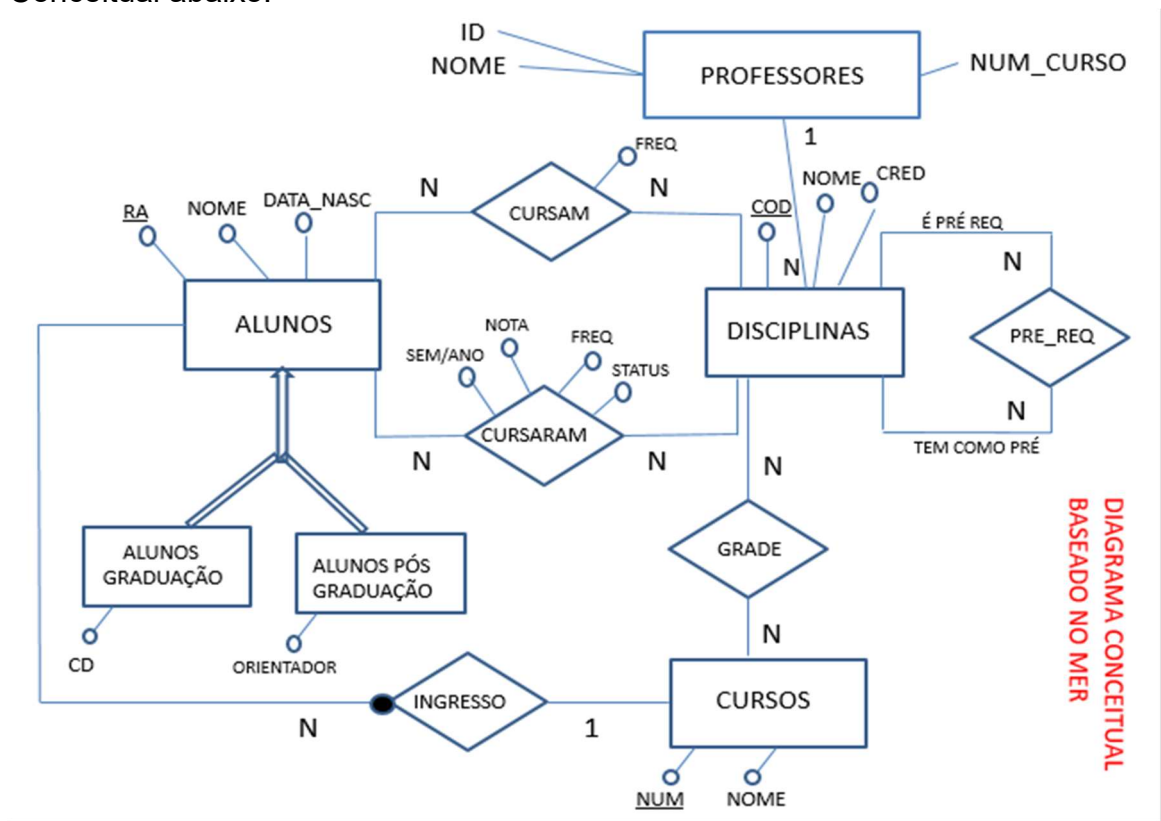 Conceitual abaixo:
ID
NOME
PROFESSORES
NUM_CURSO
1
FREQ
N
CURSAM
N
RA
NOME
DATA_NASC
COD
NOME
CRED
N
É PRÉ REQ
N
ALUNOS
DISCIPLINAS
PRE_REQ
SEM/ANO
NOTA
FREQ
STATUS
CURSARAM
N
N
N
TEM COMO PRÉ
N
GRADE
N
ALUNOS
GRADUAÇÃO
ALUNOS PÓS
GRADUAÇÃO
CD
ORIENTADOR
INGRESSO
N
1
CURSOS
NUM
NOME
DIAGRAMA CONCEITUAL
BASEADO NO MER